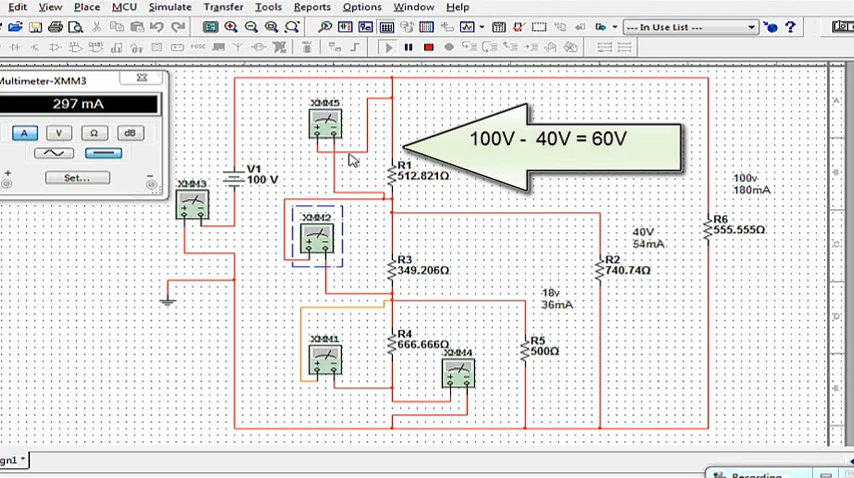 Edit View Place MCU Simulate Transfer Tools Reports Options Window Help
--- In Use List ---
Multimeter-XMM3
297 mA
A V Ω dB
Set...
+ -
XMM5
100V - 40V = 60V
V1
100 V
R1
512.821Ω
100v
180mA
XMM3
XMM2
R6
555.555Ω
40V
54mA
R3
349.206Ω
R2
740.74Ω
18v
36mA
XMM1
R4
666.666Ω
XMM4
R5
500Ω
gn1 *
Recording